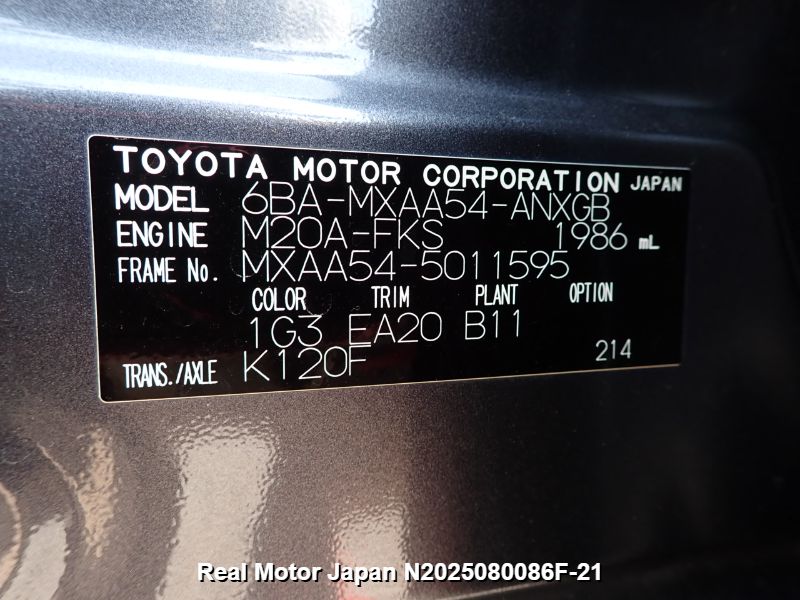 TOYOTA MOTOR CORPORATION JAPAN
MODEL 6BA-MXAA54-ANXGB
ENGINE M20A-FKS 1986 mL
FRAME No. MXAA54-5011595
COLOR TRIM PLANT OPTION
1G3 EA20 B11
TRANS./AXLE K120F 214
Real Motor Japan N2025080086F-21